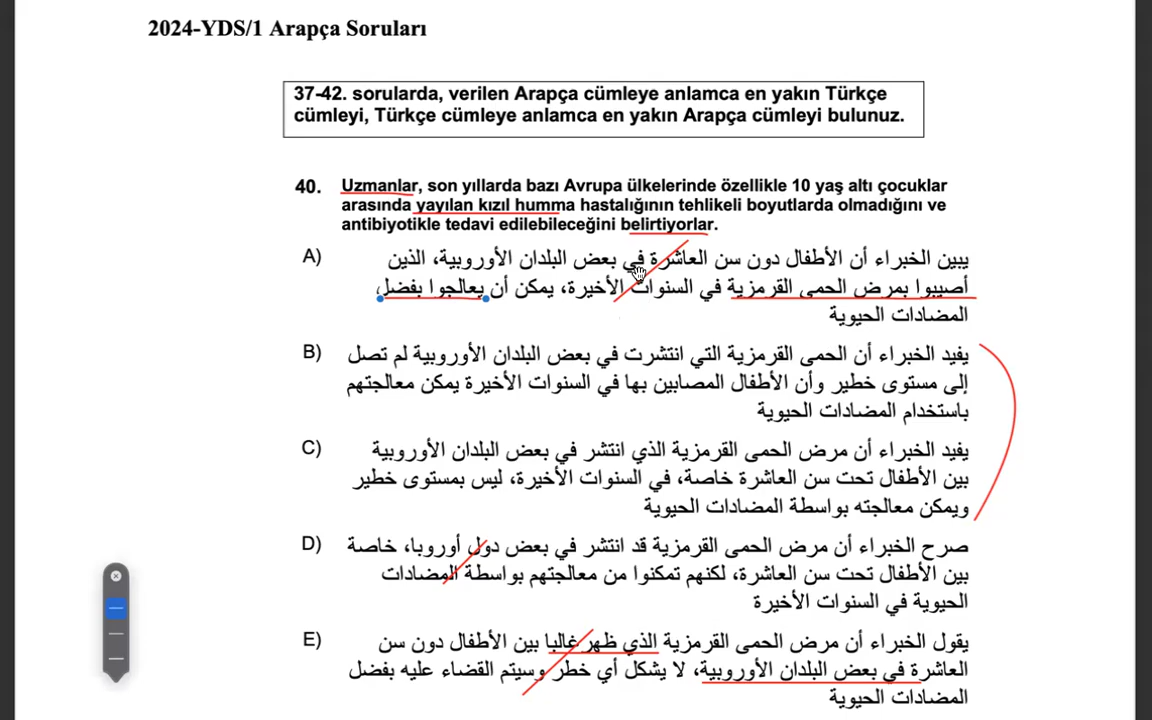 2024-YDS/1 Arapça Soruları
37-42. sorularda, verilen Arapça cümleye anlamca en yakın Türkçe
cümleyi, Türkçe cümleye anlamca en yakın Arapça cümleyi bulunuz.
40. Uzmanlar, son yıllarda bazı Avrupa ülkelerinde özellikle 10 yaş altı çocuklar
arasında yayılan kızıl humma hastalığının tehlikeli boyutlarda olmadığını ve
antibiyotikle tedavi edilebileceğini belirtiyorlar.
A) يبين الخبراء أن الأطفال دون سن العاشرة في بعض البلدان الأوروبية، الذين
أصيبوا بمرض الحمى القرمزية في السنوات الأخيرة، يمكن أن يعالجوا بفضل
المضادات الحيوية
B) يفيد الخبراء أن الحمى القرمزية التي انتشرت في بعض البلدان الأوروبية لم تصل
إلى مستوى خطير وأن الأطفال المصابين بها في السنوات الأخيرة يمكن معالجتهم
باستخدام المضادات الحيوية
C) يفيد الخبراء أن مرض الحمى القرمزية الذي انتشر في بعض البلدان الأوروبية
بين الأطفال تحت سن العاشرة خاصة، في السنوات الأخيرة، ليس بمستوى خطير
ويمكن معالجته بواسطة المضادات الحيوية
D) صرح الخبراء أن مرض الحمى القرمزية قد انتشر في بعض دول أوروبا، خاصة
بين الأطفال تحت سن العاشرة، لكنهم تمكنوا من معالجتهم بواسطة المضادات
الحيوية في السنوات الأخيرة
E) يقول الخبراء أن مرض الحمى القرمزية الذي ظهر غالبا بين الأطفال دون سن
العاشرة في بعض البلدان الأوروبية، لا يشكل أي خطر وسيتم القضاء عليه بفضل
المضادات الحيوية